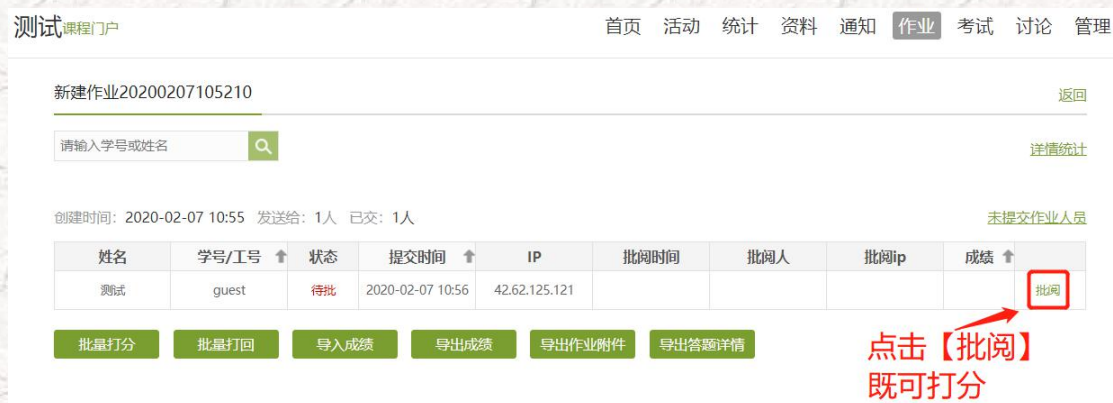 测试课程门户 首页 活动 统计 资料 通知 作业 考试 讨论 管理
新建作业20200207105210 返回
请输入学号或姓名 详情统计
创建时间：2020-02-07 10:55 发送给：1人 已交：1人 未提交作业人员
姓名 学号/工号 状态 提交时间 IP 批阅时间 批阅人 批阅ip 成绩
测试 guest 待批 2020-02-07 10:56 42.62.125.121 批阅
批量打分 批量打回 导入成绩 导出成绩 导出作业附件 导出答题详情
点击【批阅】
既可打分